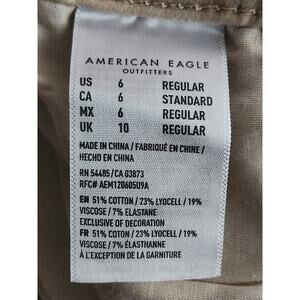 AMERICAN EAGLE
OUTFITTERS
US 6 REGULAR
CA 6 STANDARD
MX 6 REGULAR
UK 10 REGULAR
MADE IN CHINA / FABRIQUÉ EN CHINE /
HECHO EN CHINA
RN 54485/CA 03873
RFC# AEM120605U9A
EN 51% COTTON / 23% LYOCELL / 19%
VISCOSE / 7% ELASTANE
EXCLUSIVE OF DECORATION
FR 51% COTON / 23% LYOCELL / 19%
VISCOSE / 7% ÉLASTHANNE
À L'EXCEPTION DE LA GARNITURE